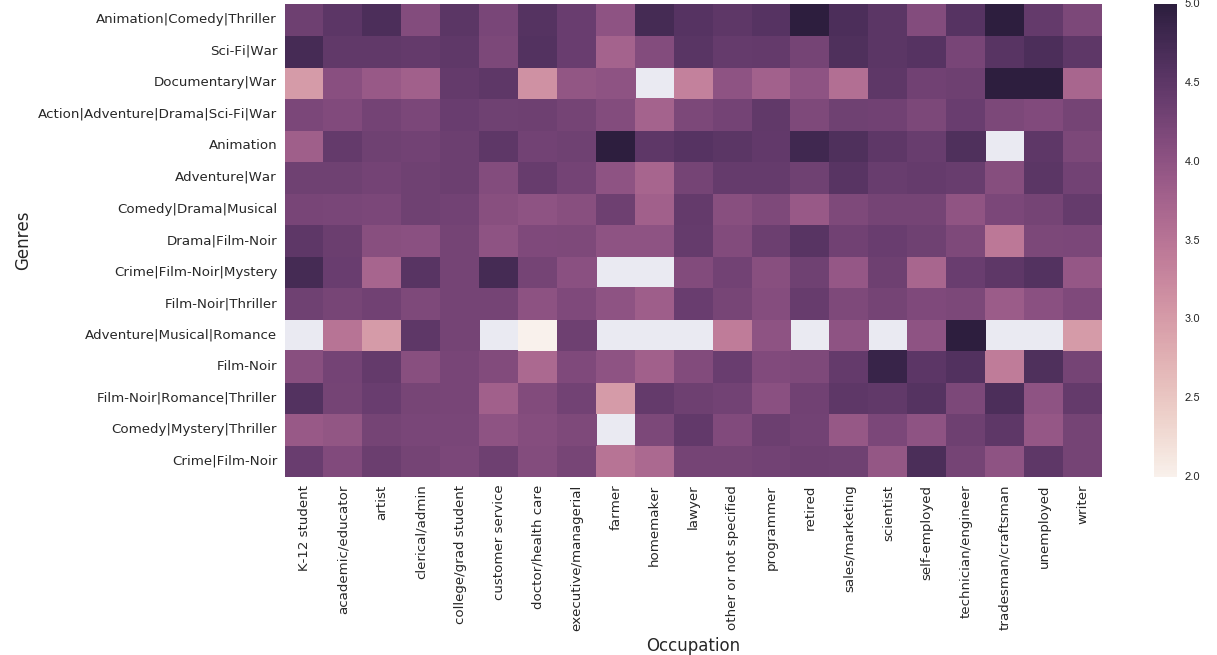 Genres
Animation|Comedy|Thriller
Sci-Fi|War
Documentary|War
Action|Adventure|Drama|Sci-Fi|War
Animation
Adventure|War
Comedy|Drama|Musical
Drama|Film-Noir
Crime|Film-Noir|Mystery
Film-Noir|Thriller
Adventure|Musical|Romance
Film-Noir
Film-Noir|Romance|Thriller
Comedy|Mystery|Thriller
Crime|Film-Noir
K-12 student
academic/educator
artist
clerical/admin
college/grad student
customer service
doctor/health care
executive/managerial
farmer
homemaker
lawyer
other or not specified
programmer
retired
sales/marketing
scientist
self-employed
technician/engineer
tradesman/craftsman
unemployed
writer
Occupation
5.0
4.5
4.0
3.5
3.0
2.5
2.0